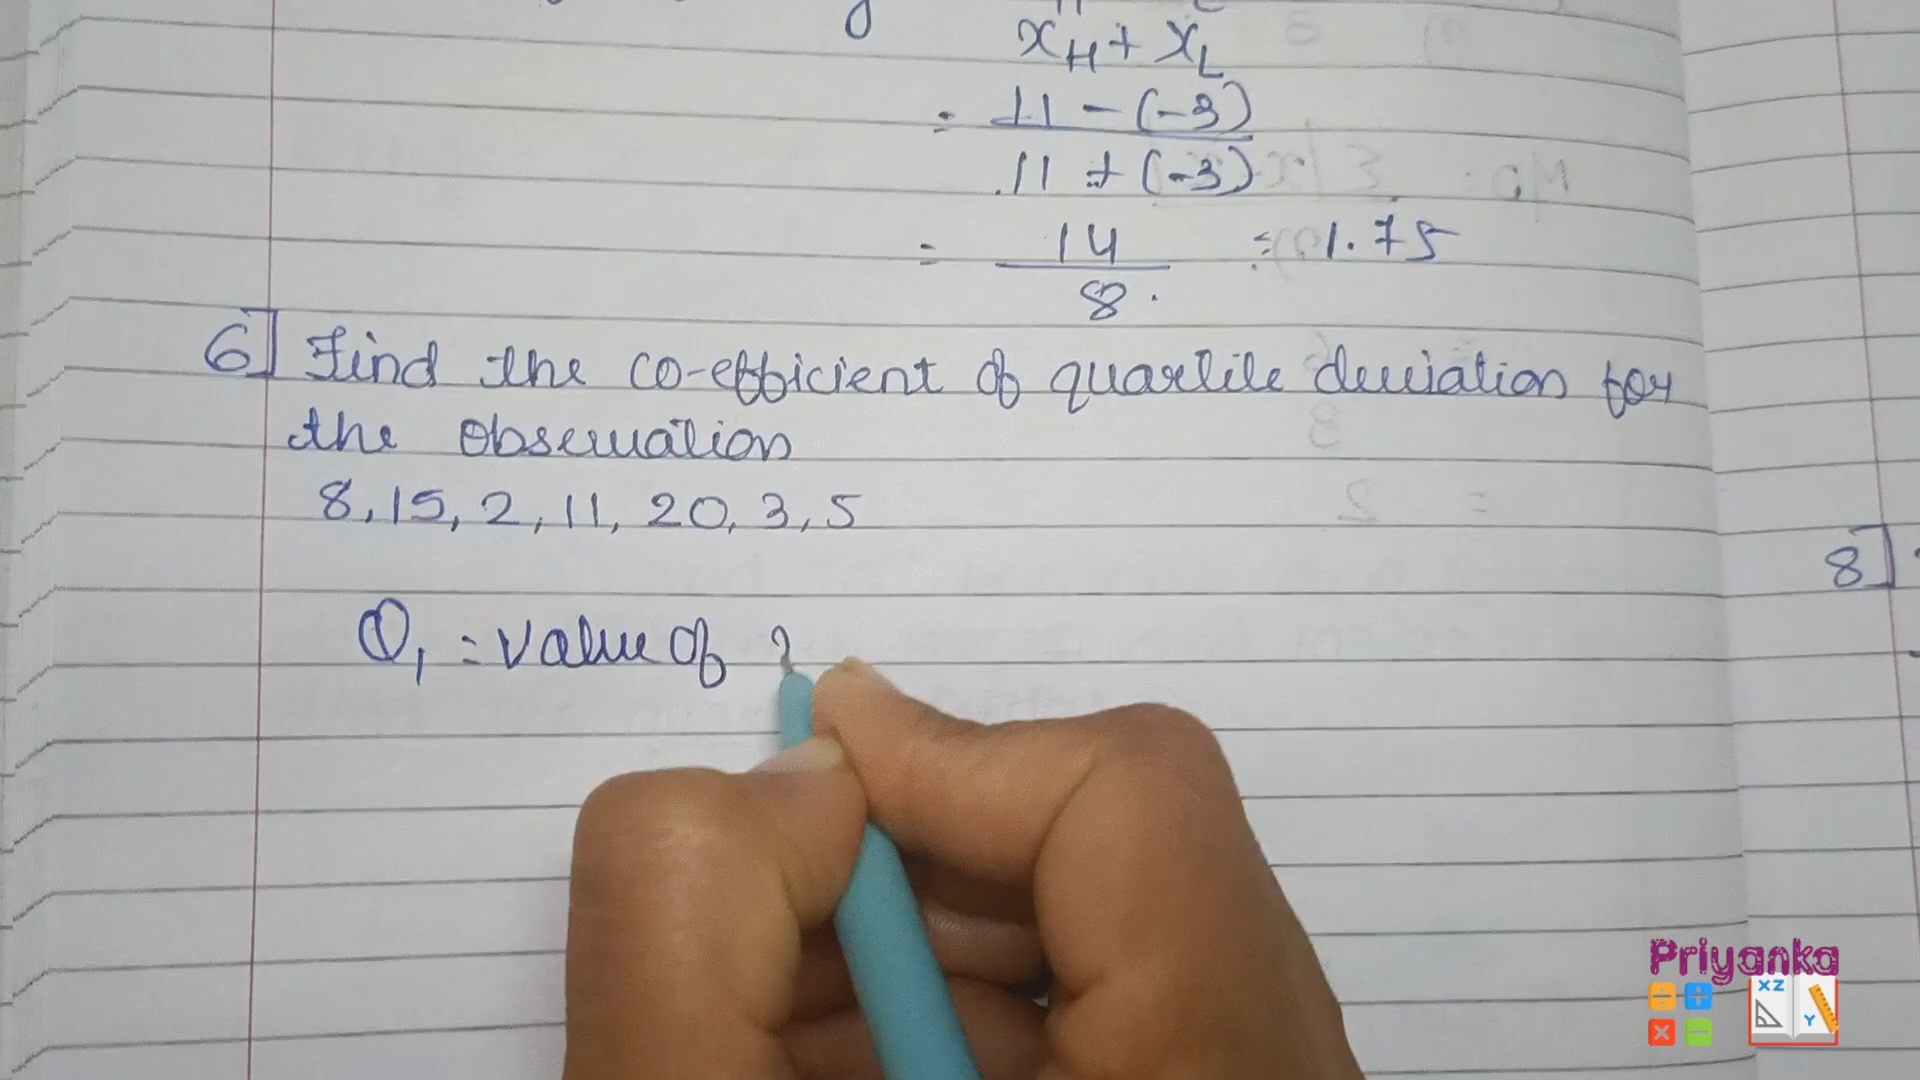 x_H + x_L
= 11 - (-3)
11 + (-3)
= 14 = 1.75
8
6] Find the co-efficient of quartile deviation for
the observation
8, 15, 2, 11, 20, 3, 5
Q1 = value of
8]
Priyanka
XZ
Y